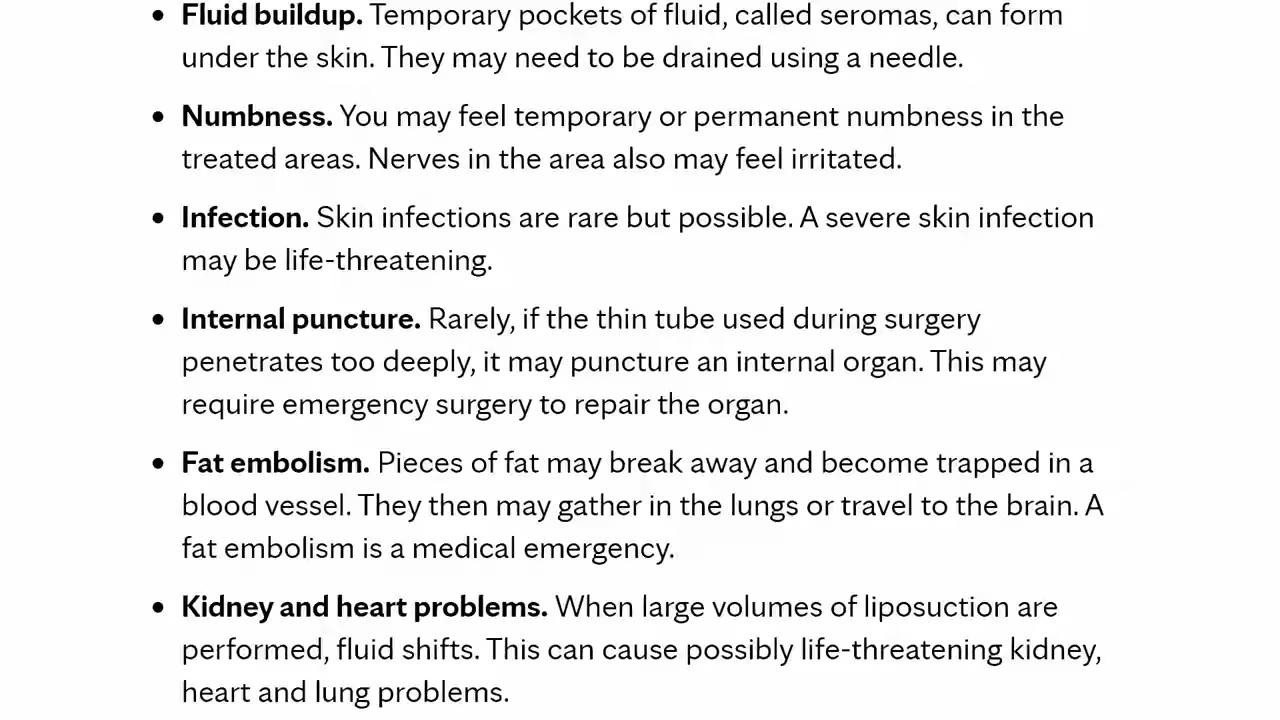 • Fluid buildup. Temporary pockets of fluid, called seromas, can form
under the skin. They may need to be drained using a needle.
• Numbness. You may feel temporary or permanent numbness in the
treated areas. Nerves in the area also may feel irritated.
• Infection. Skin infections are rare but possible. A severe skin infection
may be life-threatening.
• Internal puncture. Rarely, if the thin tube used during surgery
penetrates too deeply, it may puncture an internal organ. This may
require emergency surgery to repair the organ.
• Fat embolism. Pieces of fat may break away and become trapped in a
blood vessel. They then may gather in the lungs or travel to the brain. A
fat embolism is a medical emergency.
• Kidney and heart problems. When large volumes of liposuction are
performed, fluid shifts. This can cause possibly life-threatening kidney,
heart and lung problems.